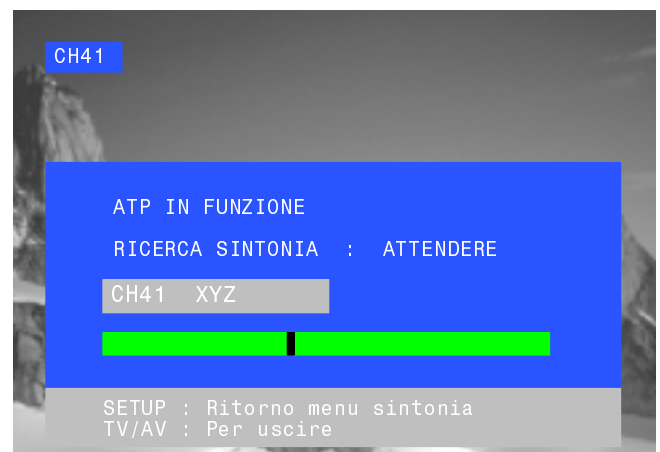 CH41
ATP IN FUNZIONE
RICERCA SINTONIA : ATTENDERE
CH41 XYZ
SETUP : Ritorno menu sintonia
TV/AV : Per uscire